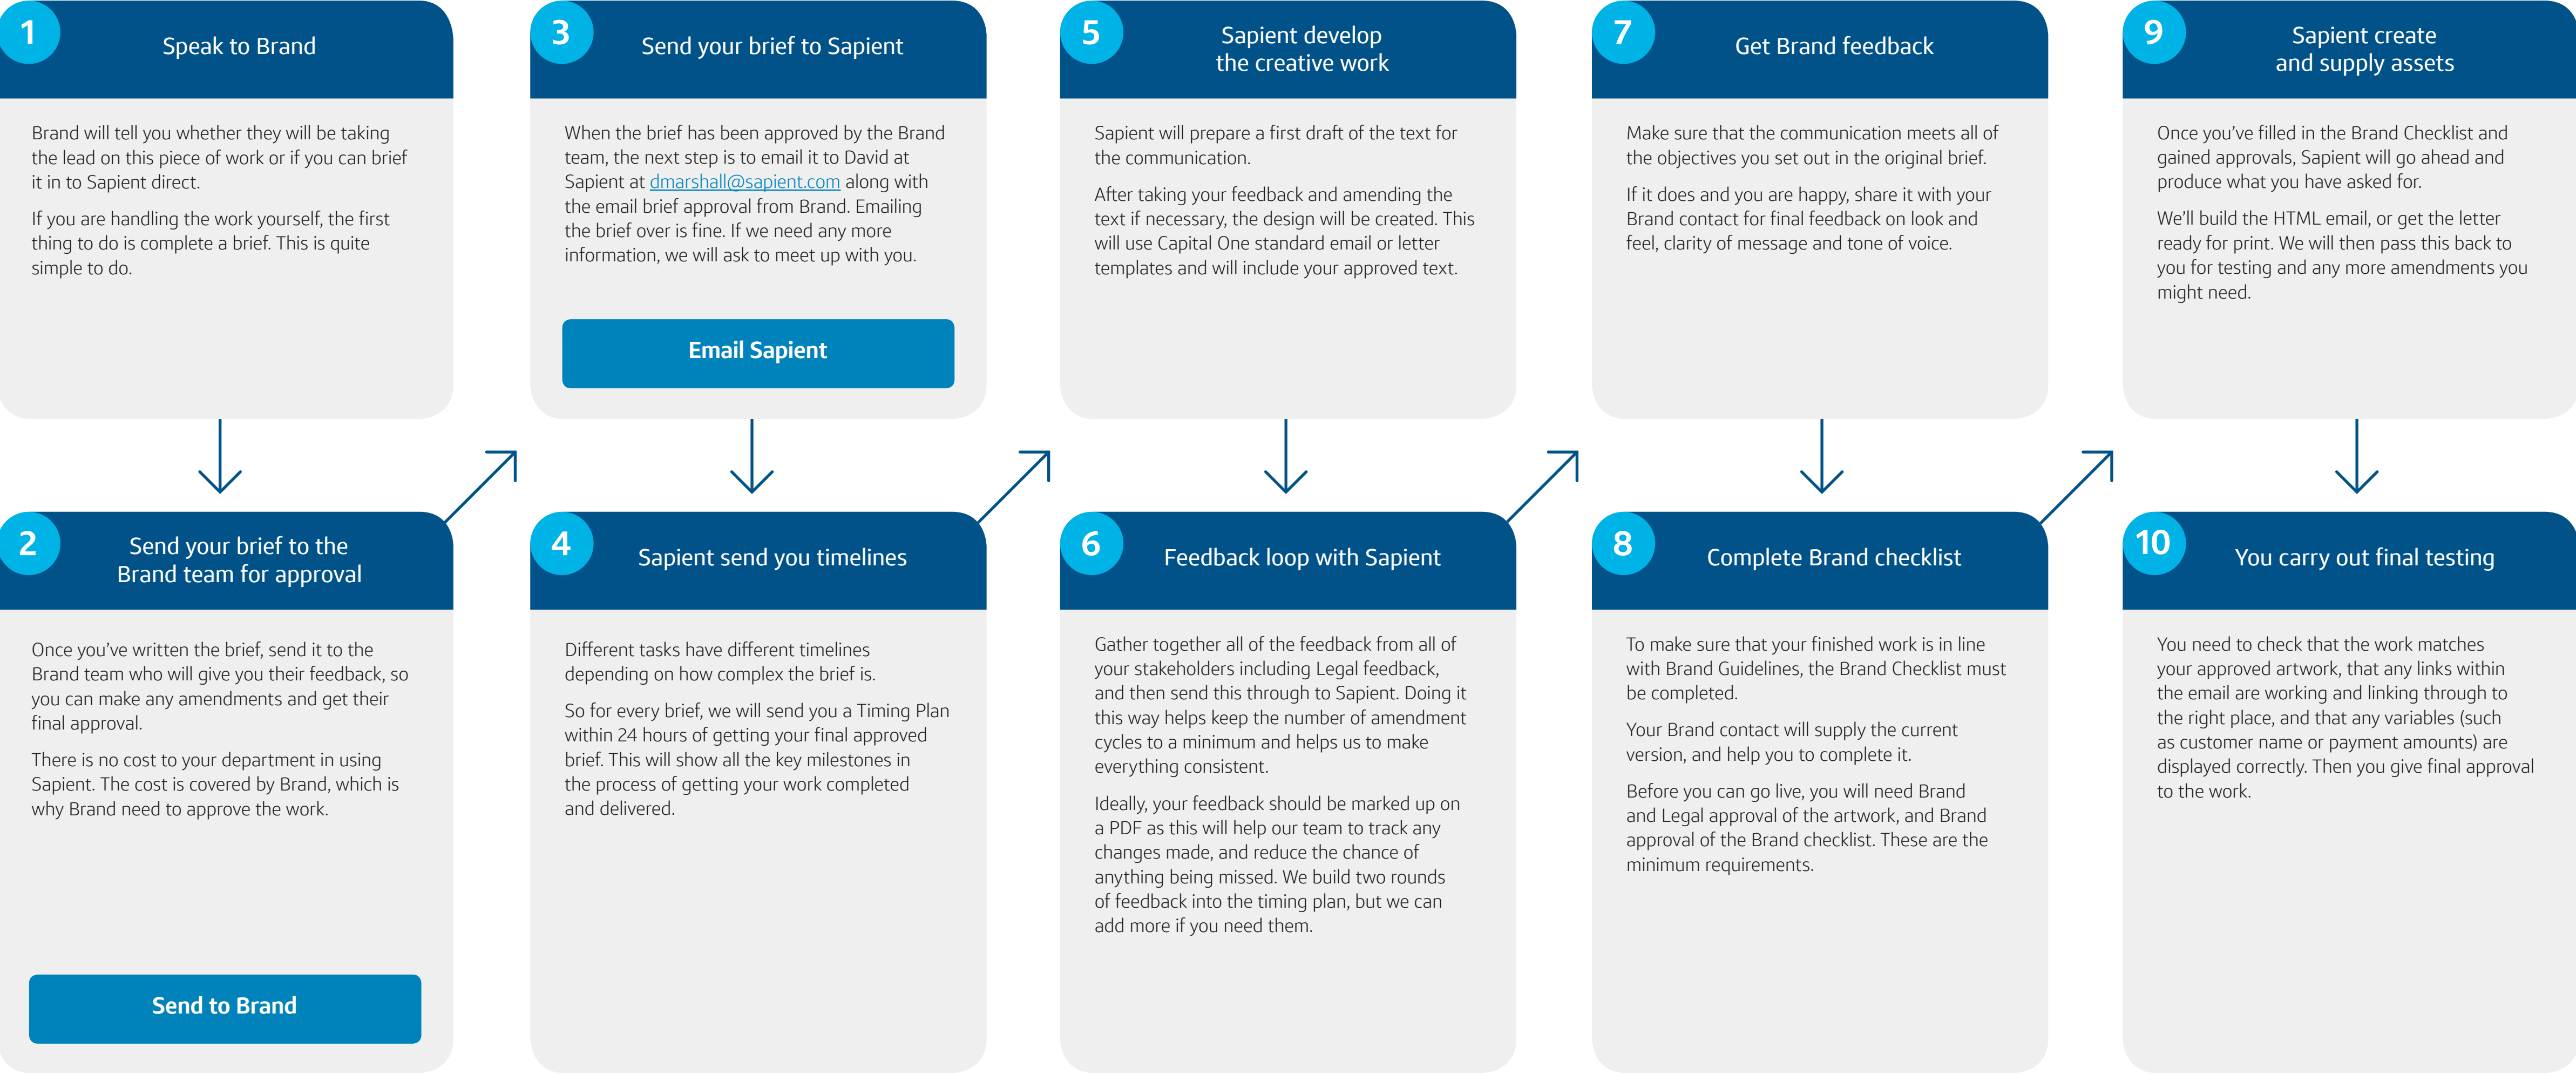 1
Speak to Brand
Brand will tell you whether they will be taking
the lead on this piece of work or if you can brief
it in to Sapient direct.
If you are handling the work yourself, the first
thing to do is complete a brief. This is quite
simple to do.
2
Send your brief to the
Brand team for approval
Once you’ve written the brief, send it to the
Brand team who will give you their feedback, so
you can make any amendments and get their
final approval.
There is no cost to your department in using
Sapient. The cost is covered by Brand, which is
why Brand need to approve the work.
Send to Brand
3
Send your brief to Sapient
When the brief has been approved by the Brand
team, the next step is to email it to David at
Sapient at dmarshall@sapient.com along with
the email brief approval from Brand. Emailing
the brief over is fine. If we need any more
information, we will ask to meet up with you.
Email Sapient
4
Sapient send you timelines
Different tasks have different timelines
depending on how complex the brief is.
So for every brief, we will send you a Timing Plan
within 24 hours of getting your final approved
brief. This will show all the key milestones in
the process of getting your work completed
and delivered.
5
Sapient develop
the creative work
Sapient will prepare a first draft of the text for
the communication.
After taking your feedback and amending the
text if necessary, the design will be created. This
will use Capital One standard email or letter
templates and will include your approved text.
6
Feedback loop with Sapient
Gather together all of the feedback from all of
your stakeholders including Legal feedback,
and then send this through to Sapient. Doing it
this way helps keep the number of amendment
cycles to a minimum and helps us to make
everything consistent.
Ideally, your feedback should be marked up on
a PDF as this will help our team to track any
changes made, and reduce the chance of
anything being missed. We build two rounds
of feedback into the timing plan, but we can
add more if you need them.
7
Get Brand feedback
Make sure that the communication meets all of
the objectives you set out in the original brief.
If it does and you are happy, share it with your
Brand contact for final feedback on look and
feel, clarity of message and tone of voice.
8
Complete Brand checklist
To make sure that your finished work is in line
with Brand Guidelines, the Brand Checklist must
be completed.
Your Brand contact will supply the current
version, and help you to complete it.
Before you can go live, you will need Brand
and Legal approval of the artwork, and Brand
approval of the Brand checklist. These are the
minimum requirements.
9
Sapient create
and supply assets
Once you’ve filled in the Brand Checklist and
gained approvals, Sapient will go ahead and
produce what you have asked for.
We’ll build the HTML email, or get the letter
ready for print. We will then pass this back to
you for testing and any more amendments you
might need.
10
You carry out final testing
You need to check that the work matches
your approved artwork, that any links within
the email are working and linking through to
the right place, and that any variables (such
as customer name or payment amounts) are
displayed correctly. Then you give final approval
to the work.